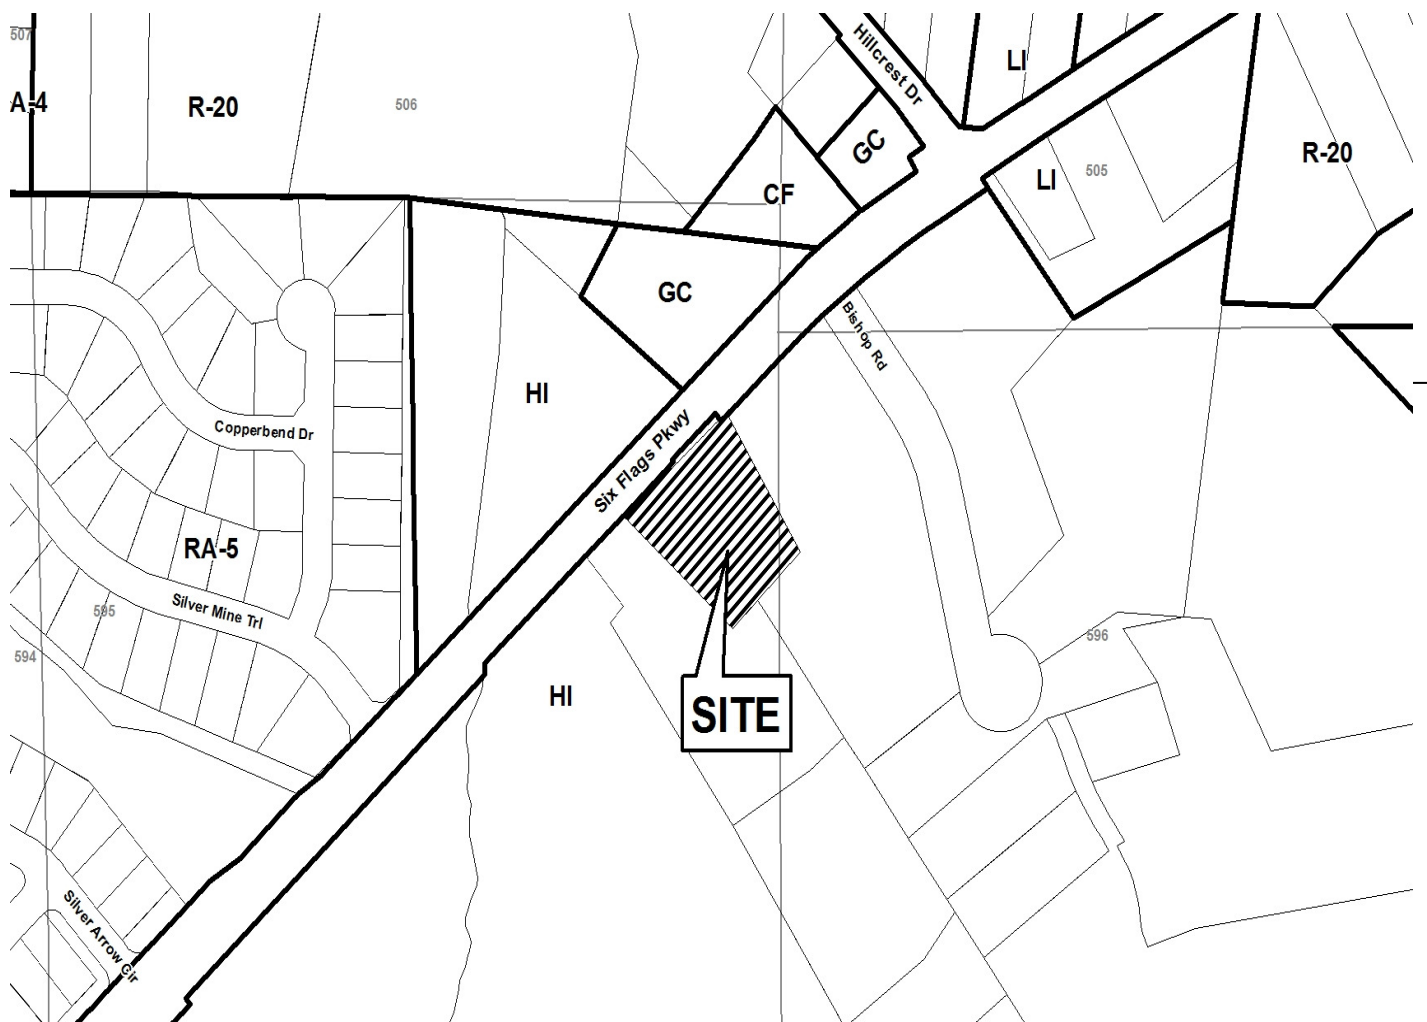 507
Hillcrest Dr
LI
A-4
R-20
506
GC
R-20
505
LI
CF
GC
Bishop Rd
HI
Copperbend Dr
Six Flags Pkwy
RA-5
Silver Mine Trl
595
594
596
HI
SITE
Silver Arrow Cir